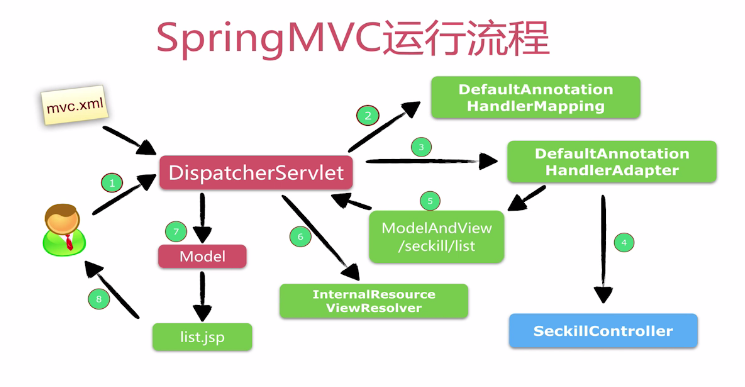 SpringMVC运行流程
mvc.xml
DefaultAnnotation
HandlerMapping
2
3
DefaultAnnotation
HandlerAdapter
DispatcherServlet
1
5
ModelAndView
/seckill/list
7
6
4
Model
8
InternalResource
ViewResolver
list.jsp
SeckillController